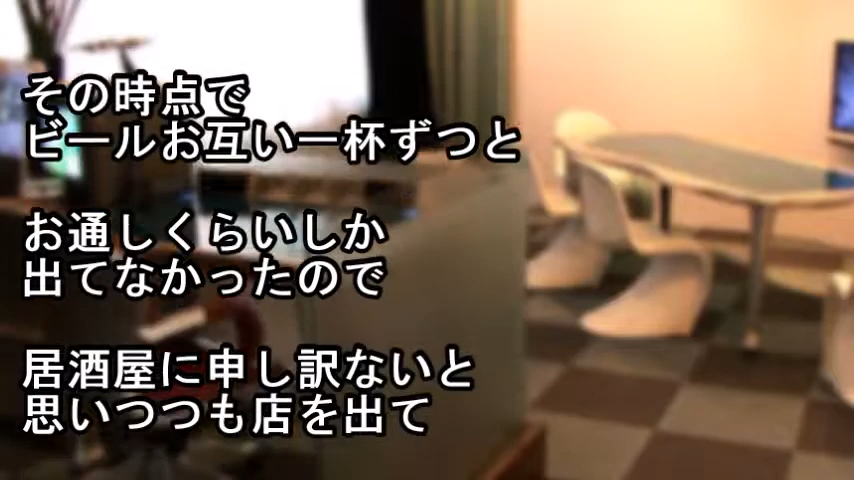 その時点で
ビールお互い一杯ずつと
お通しくらいしか
出てなかったので
居酒屋に申し訳ないと
思いつつも店を出て